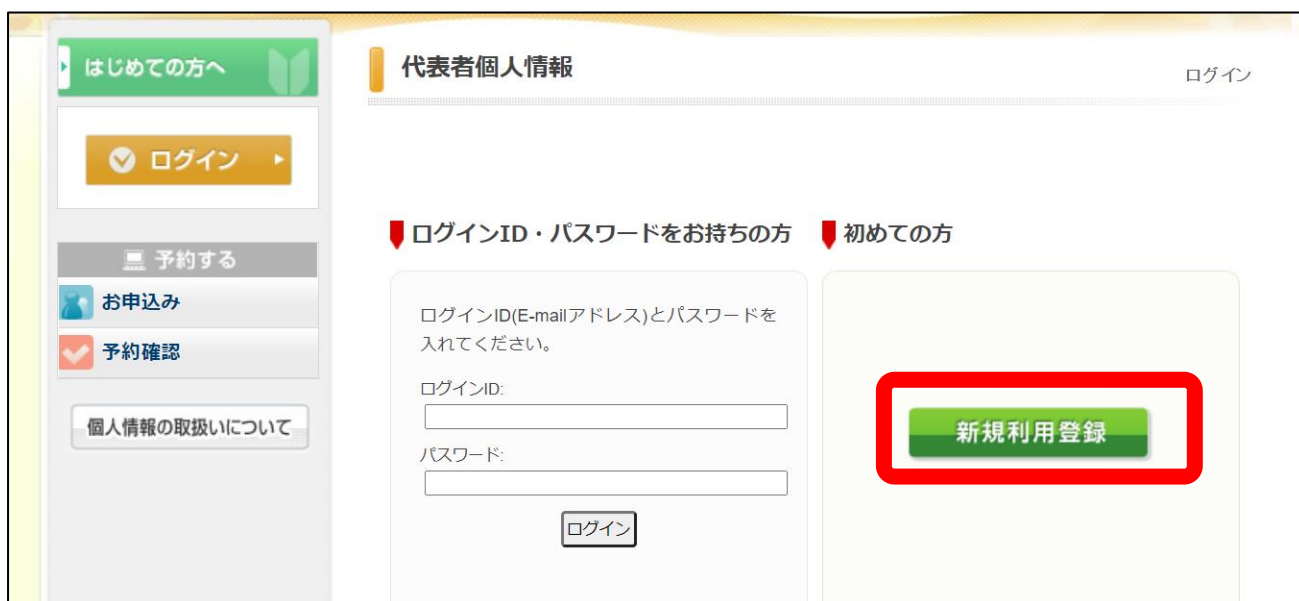 はじめての方へ
ログイン
予約する
お申込み
予約確認
個人情報の取扱いについて
代表者個人情報
ログイン
ログインID・パスワードをお持ちの方
ログインID(E-mailアドレス)とパスワードを
入れてください。
ログインID:
パスワード:
ログイン
初めての方
新規利用登録